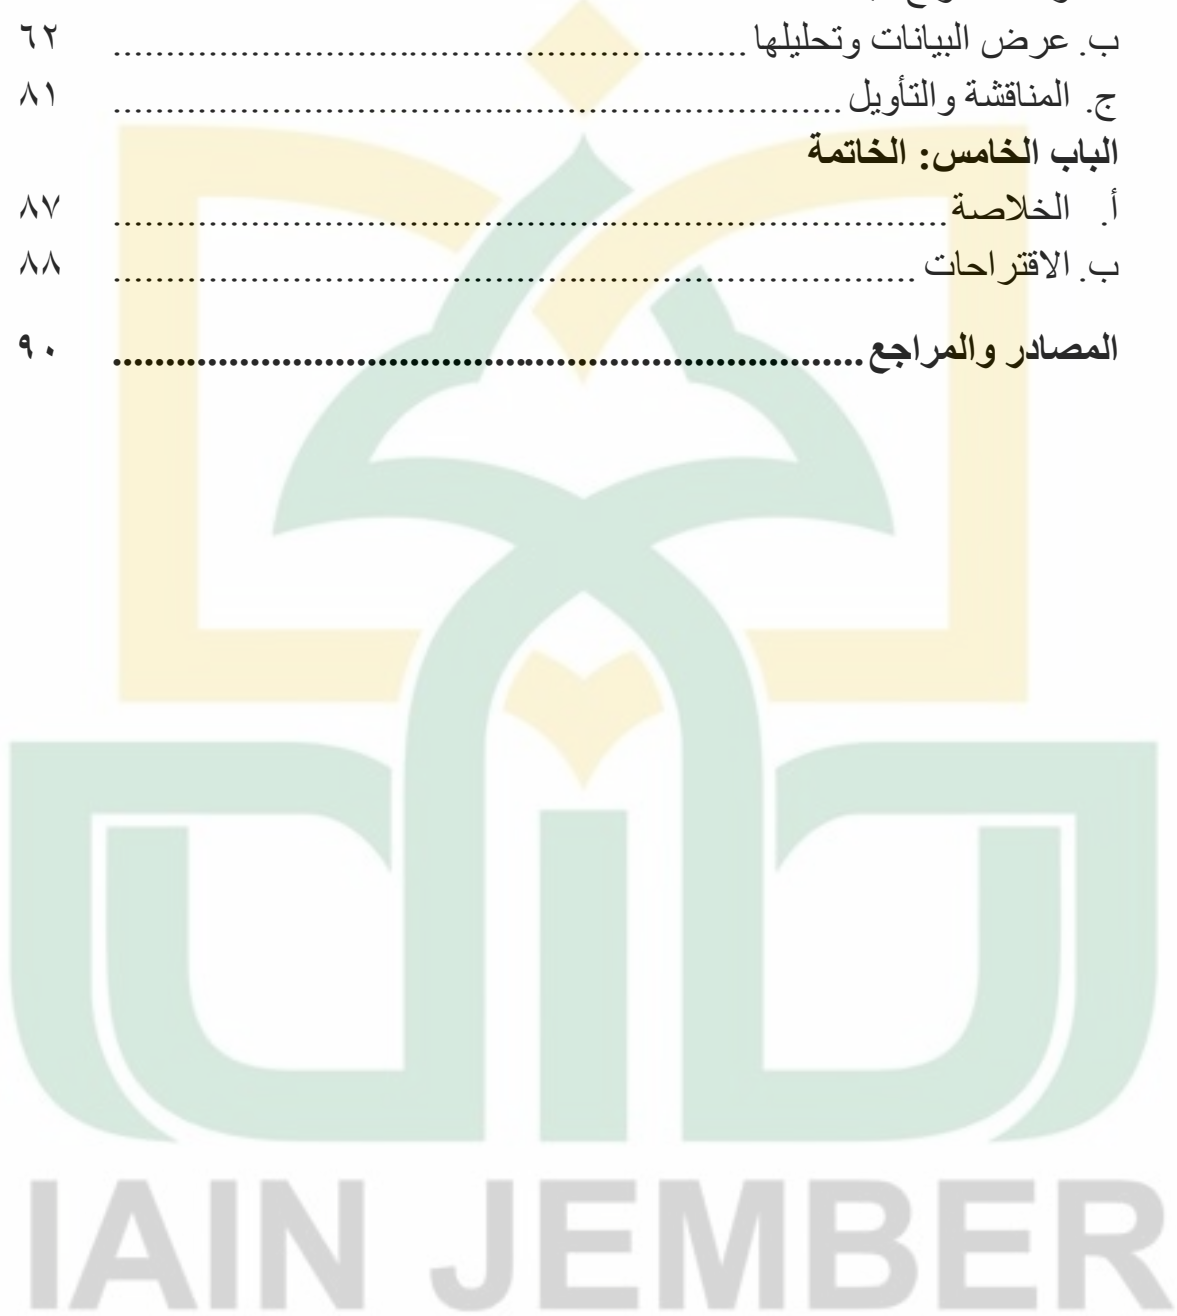 ب. عرض البيانات وتحليلها ............................................................ ٦٢
ج. المناقشة والتأويل ............................................................ ٨١
الباب الخامس: الخاتمة
أ. الخلاصة ............................................................ ٨٧
ب. الاقتراحات ............................................................ ٨٨
المصادر والمراجع ............................................................ ٩٠
IAIN JEMBER